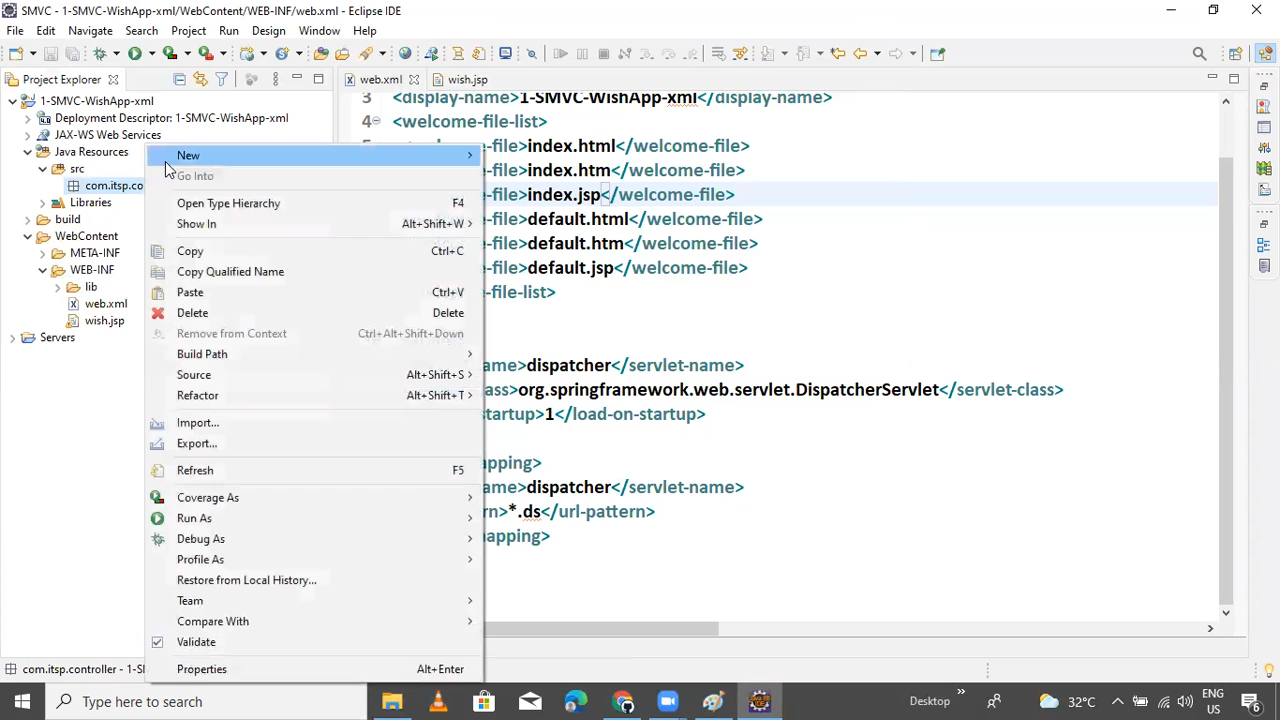 SMVC - 1-SMVC-WishApp-xml/WebContent/WEB-INF/web.xml - Eclipse IDE
File Edit Navigate Search Project Run Design Window Help
Project Explorer
web.xml
wish.jsp
1-SMVC-WishApp-xml
Deployment Descriptor: 1-SMVC-WishApp-xml
JAX-WS Web Services
Java Resources
src
com.itsp.co
Libraries
build
WebContent
META-INF
WEB-INF
lib
web.xml
wish.jsp
Servers
New
Go Into
Open Type Hierarchy F4
Show In Alt+Shift+W
Copy Ctrl+C
Copy Qualified Name
Paste Ctrl+V
Delete Delete
Remove from Context Ctrl+Alt+Shift+Down
Build Path
Source Alt+Shift+S
Refactor Alt+Shift+T
Import...
Export...
Refresh F5
Coverage As
Run As
Debug As
Profile As
Restore from Local History...
Team
Compare With
Validate
Properties Alt+Enter
3 <display-name>1-SMVC-WishApp-xml</display-name>
4 <welcome-file-list>
-file>index.html</welcome-file>
-file>index.htm</welcome-file>
-file>index.jsp</welcome-file>
-file>default.html</welcome-file>
-file>default.htm</welcome-file>
-file>default.jsp</welcome-file>
-file-list>
name>dispatcher</servlet-name>
class>org.springframework.web.servlet.DispatcherServlet</servlet-class>
startup>1</load-on-startup>
apping>
name>dispatcher</servlet-name>
rn>*.ds</url-pattern>
apping>
com.itsp.controller - 1-S
Type here to search
Desktop
32°C
ENG
US
6